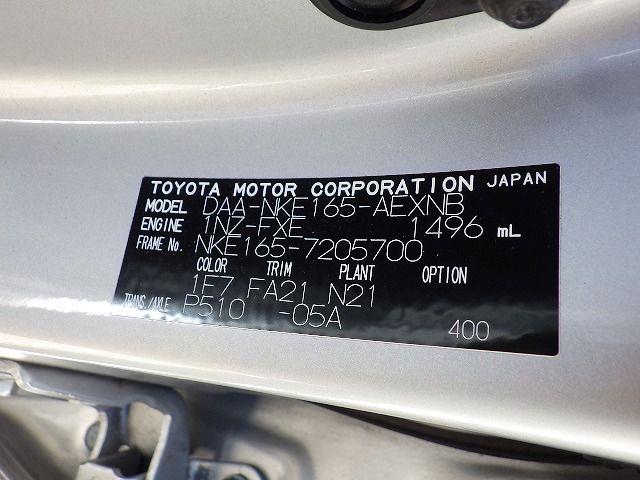 TOYOTA MOTOR CORPORATION JAPAN
MODEL DAA-NKE165-AEXNB
ENGINE 1NZ-FXE 1496 mL
FRAME No. NKE165-7205700
COLOR TRIM PLANT OPTION
1F7 FA21 N21
TRANS/AXLE P510 -05A 400